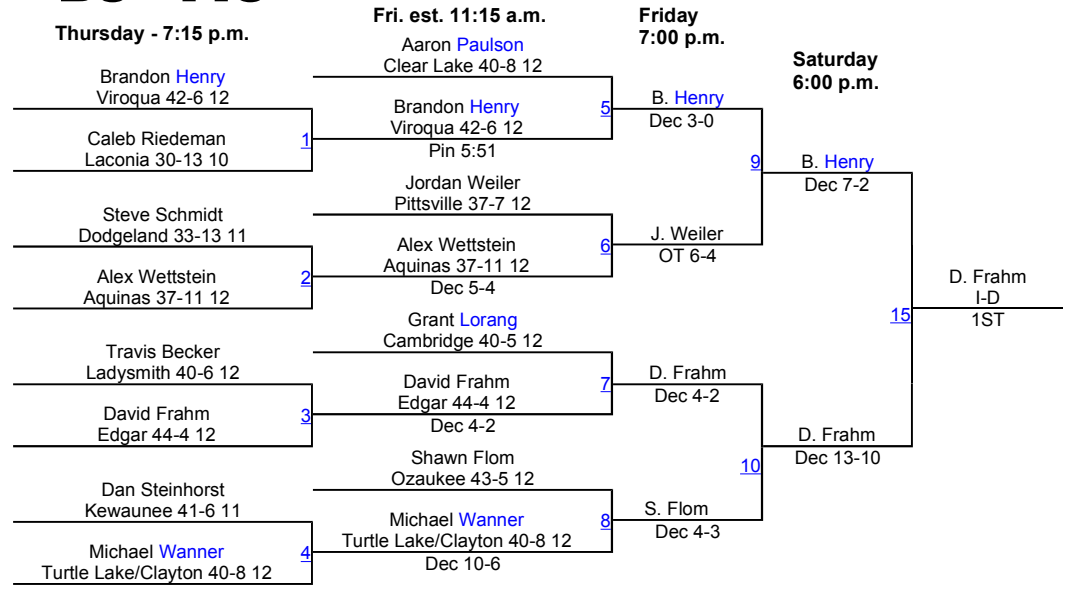 Thursday - 7:15 p.m.
Brandon Henry
Viroqua 42-6 12
Caleb Riedeman
Laconia 30-13 10
1
Steve Schmidt
Dodgeland 33-13 11
Alex Wettstein
Aquinas 37-11 12
2
Travis Becker
Ladysmith 40-6 12
David Frahm
Edgar 44-4 12
3
Dan Steinhorst
Kewaunee 41-6 11
Michael Wanner
Turtle Lake/Clayton 40-8 12
4
Fri. est. 11:15 a.m.
Aaron Paulson
Clear Lake 40-8 12
Brandon Henry
Viroqua 42-6 12
Pin 5:51
5
Jordan Weiler
Pittsville 37-7 12
Alex Wettstein
Aquinas 37-11 12
Dec 5-4
6
Grant Lorang
Cambridge 40-5 12
David Frahm
Edgar 44-4 12
Dec 4-2
7
Shawn Flom
Ozaukee 43-5 12
Michael Wanner
Turtle Lake/Clayton 40-8 12
Dec 10-6
8
Friday
7:00 p.m.
B. Henry
Dec 3-0
9
J. Weiler
OT 6-4
D. Frahm
Dec 4-2
10
S. Flom
Dec 4-3
Saturday
6:00 p.m.
B. Henry
Dec 7-2
15
D. Frahm
Dec 13-10
D. Frahm
I-D
1ST